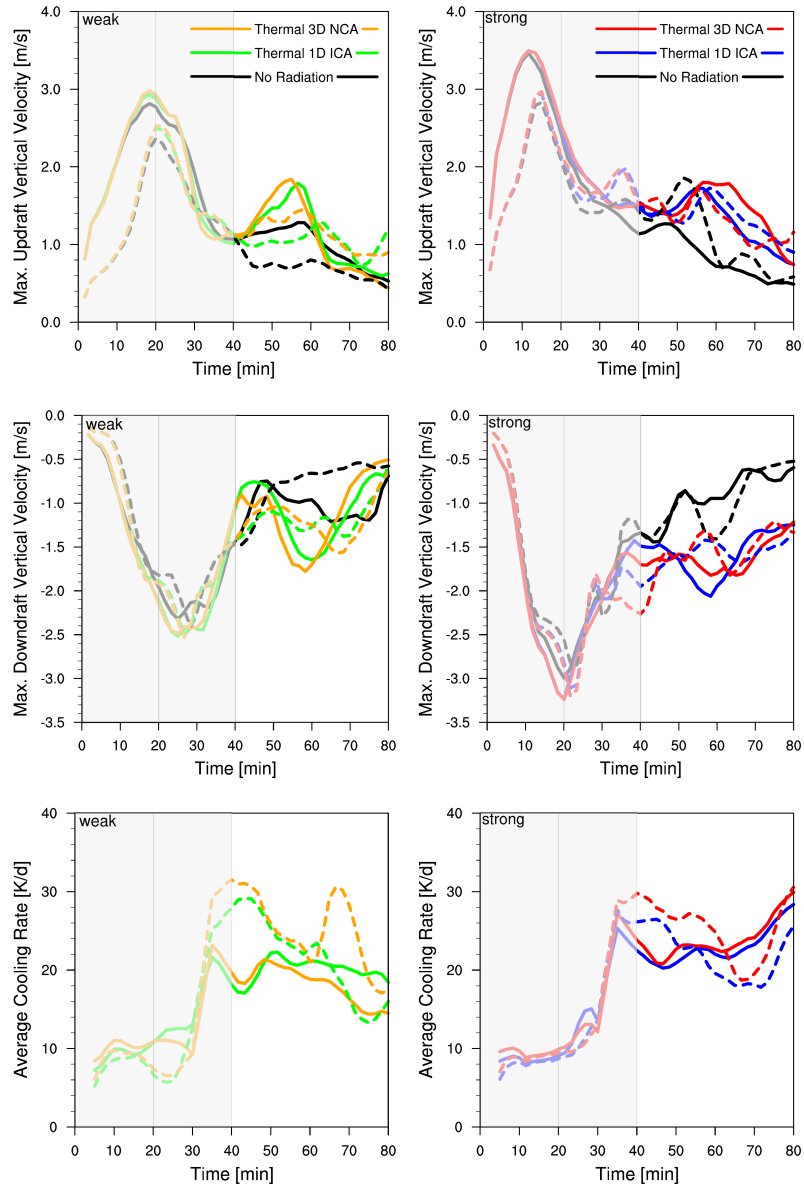 weak
Thermal 3D NCA
Thermal 1D ICA
No Radiation
Max. Updraft Vertical Velocity [m/s]
4.0
3.0
2.0
1.0
0.0
0 10 20 30 40 50 60 70 80
Time [min]
strong
Thermal 3D NCA
Thermal 1D ICA
No Radiation
Max. Updraft Vertical Velocity [m/s]
4.0
3.0
2.0
1.0
0.0
0 10 20 30 40 50 60 70 80
Time [min]
weak
Max. Downdraft Vertical Velocity [m/s]
0.0
-0.5
-1.0
-1.5
-2.0
-2.5
-3.0
-3.5
0 10 20 30 40 50 60 70 80
Time [min]
strong
Max. Downdraft Vertical Velocity [m/s]
0.0
-0.5
-1.0
-1.5
-2.0
-2.5
-3.0
-3.5
0 10 20 30 40 50 60 70 80
Time [min]
weak
Average Cooling Rate [K/d]
40
30
20
10
0
0 10 20 30 40 50 60 70 80
Time [min]
strong
Average Cooling Rate [K/d]
40
30
20
10
0
0 10 20 30 40 50 60 70 80
Time [min]